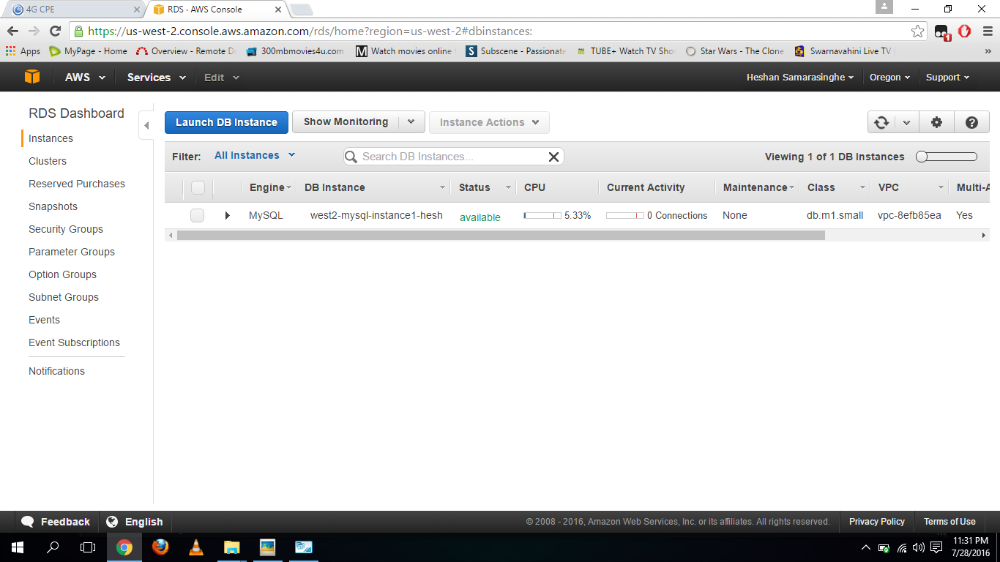 4G CPE
RDS · AWS Console
https://us-west-2.console.aws.amazon.com/rds/home?region=us-west-2#dbinstances:
1
Apps MyPage - Home Overview - Remote D 300mbmovies4u.com Watch movies online Subscene - Passionate TUBE+ Watch TV Sho Star Wars - The Clone Swarnavahini Live TV »
AWS Services Edit Heshan Samarasinghe Oregon Support
RDS Dashboard
Instances
Clusters
Reserved Purchases
Snapshots
Security Groups
Parameter Groups
Option Groups
Subnet Groups
Events
Event Subscriptions
Notifications
Launch DB Instance Show Monitoring Instance Actions
Filter: All Instances Search DB Instances... Viewing 1 of 1 DB Instances
Engine DB Instance Status CPU Current Activity Maintenance Class VPC Multi-A
MySQL west2-mysql-instance1-hesh available 5.33% 0 Connections None db.m1.small vpc-8efb85ea Yes
Feedback English © 2008 - 2016, Amazon Web Services, Inc. or its affiliates. All rights reserved. Privacy Policy Terms of Use
11:31 PM
7/28/2016